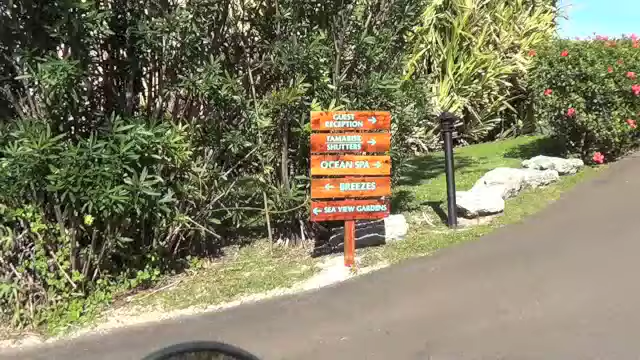 GUEST
RECEPTION →
TAMARISK
SHUTTERS →
OCEAN SPA →
← BREEZES
← SEA VIEW GARDENS